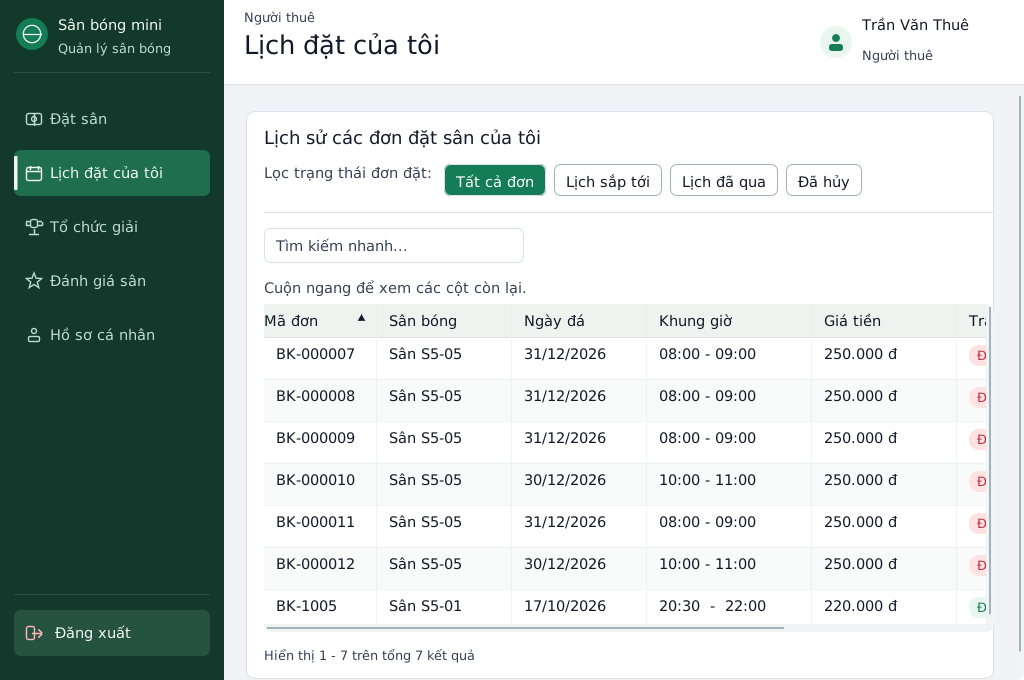 Sân bóng mini
Quản lý sân bóng
Đặt sân
Lịch đặt của tôi
Tổ chức giải
Đánh giá sân
Hồ sơ cá nhân
Đăng xuất
Người thuê
Lịch đặt của tôi
Trần Văn Thuê
Người thuê
Lịch sử các đơn đặt sân của tôi
Lọc trạng thái đơn đặt: Tất cả đơn Lịch sắp tới Lịch đã qua Đã hủy
Tìm kiếm nhanh...
Cuộn ngang để xem các cột còn lại.
Mã đơn ▲ Sân bóng Ngày đá Khung giờ Giá tiền
BK-000007 Sân S5-05 31/12/2026 08:00 - 09:00 250.000 đ
BK-000008 Sân S5-05 31/12/2026 08:00 - 09:00 250.000 đ
BK-000009 Sân S5-05 31/12/2026 08:00 - 09:00 250.000 đ
BK-000010 Sân S5-05 30/12/2026 10:00 - 11:00 250.000 đ
BK-000011 Sân S5-05 31/12/2026 08:00 - 09:00 250.000 đ
BK-000012 Sân S5-05 30/12/2026 10:00 - 11:00 250.000 đ
BK-1005 Sân S5-01 17/10/2026 20:30 - 22:00 220.000 đ
Hiển thị 1 - 7 trên tổng 7 kết quả